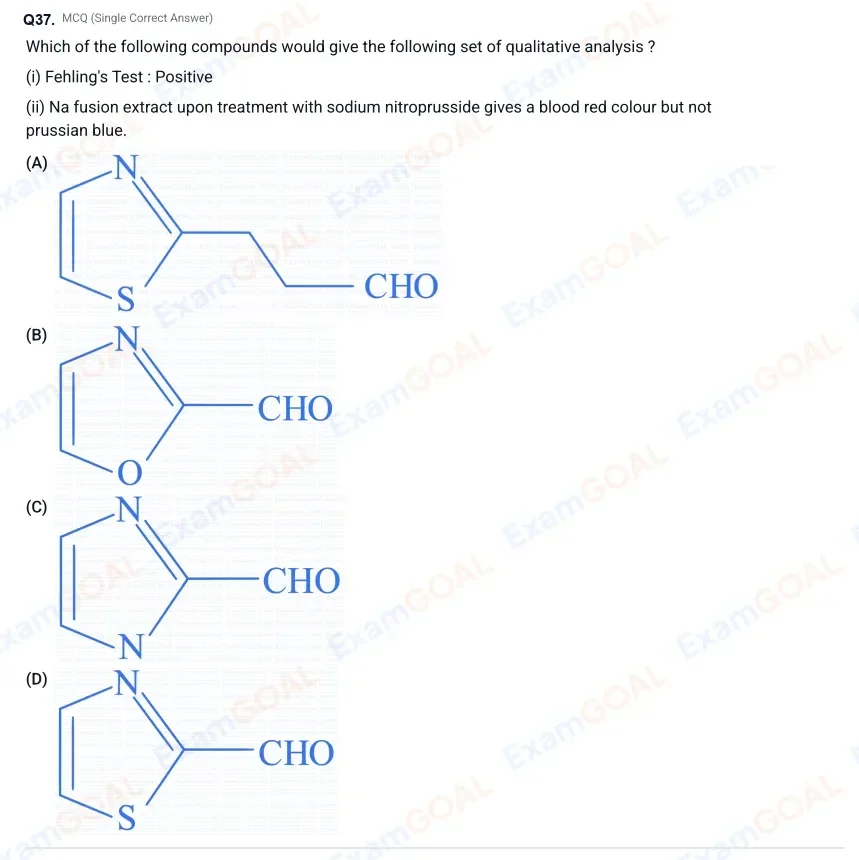 Q37. MCQ (Single Correct Answer)
Which of the following compounds would give the following set of qualitative analysis ?
(i) Fehling's Test : Positive
(ii) Na fusion extract upon treatment with sodium nitroprusside gives a blood red colour but not
prussian blue.
(A)
N
S
CHO
(B)
N
CHO
O
(C)
N
CHO
N
(D)
N
CHO
S
ExamGOAL